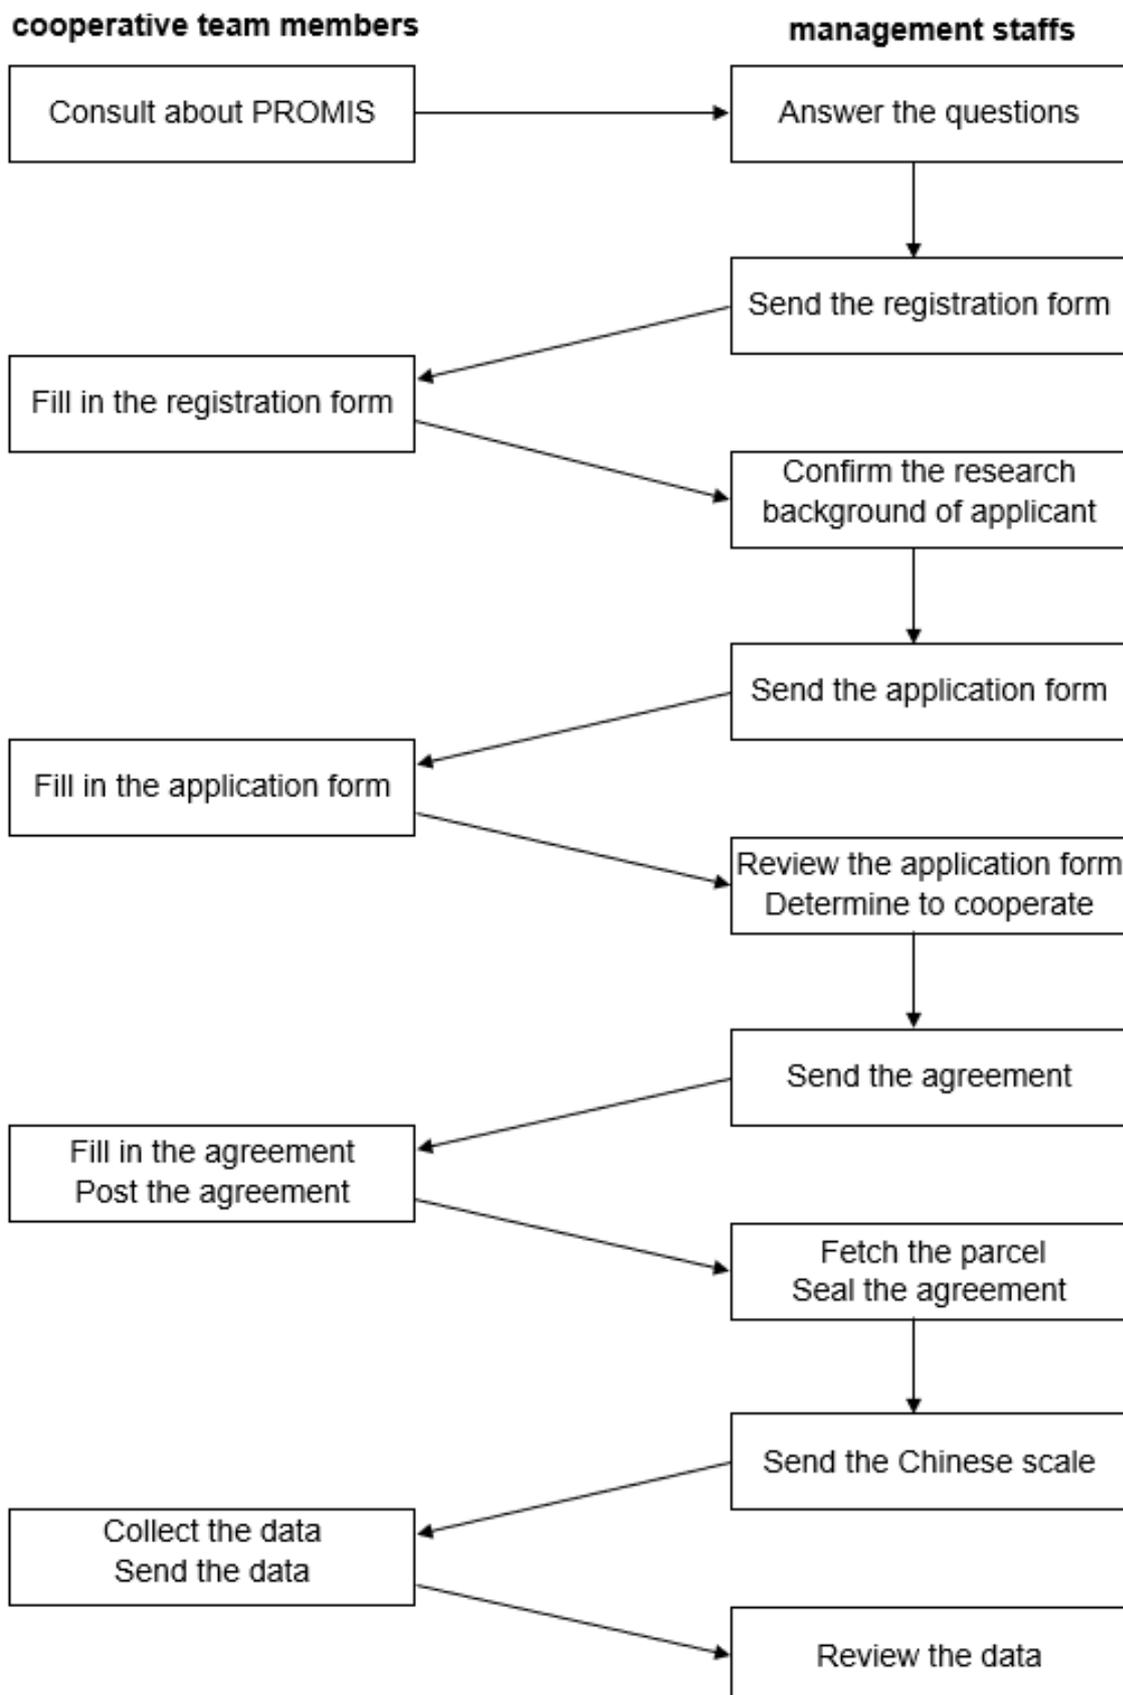 cooperative team members
management staffs
Consult about PROMIS
Answer the questions
Send the registration form
Fill in the registration form
Confirm the research
background of applicant
Send the application form
Fill in the application form
Review the application form
Determine to cooperate
Send the agreement
Fill in the agreement
Post the agreement
Fetch the parcel
Seal the agreement
Send the Chinese scale
Collect the data
Send the data
Review the data